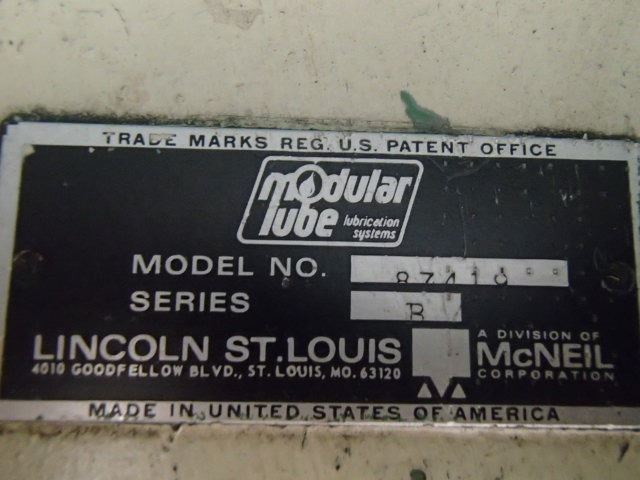 TRADE MARKS REG. U.S. PATENT OFFICE
modular
lube lubrication
systems
MODEL NO. 87419
SERIES B
LINCOLN ST. LOUIS
4010 GOODFELLOW BLVD., ST. LOUIS, MO. 63120
A DIVISION OF
McNEIL
CORPORATION
MADE IN UNITED STATES OF AMERICA